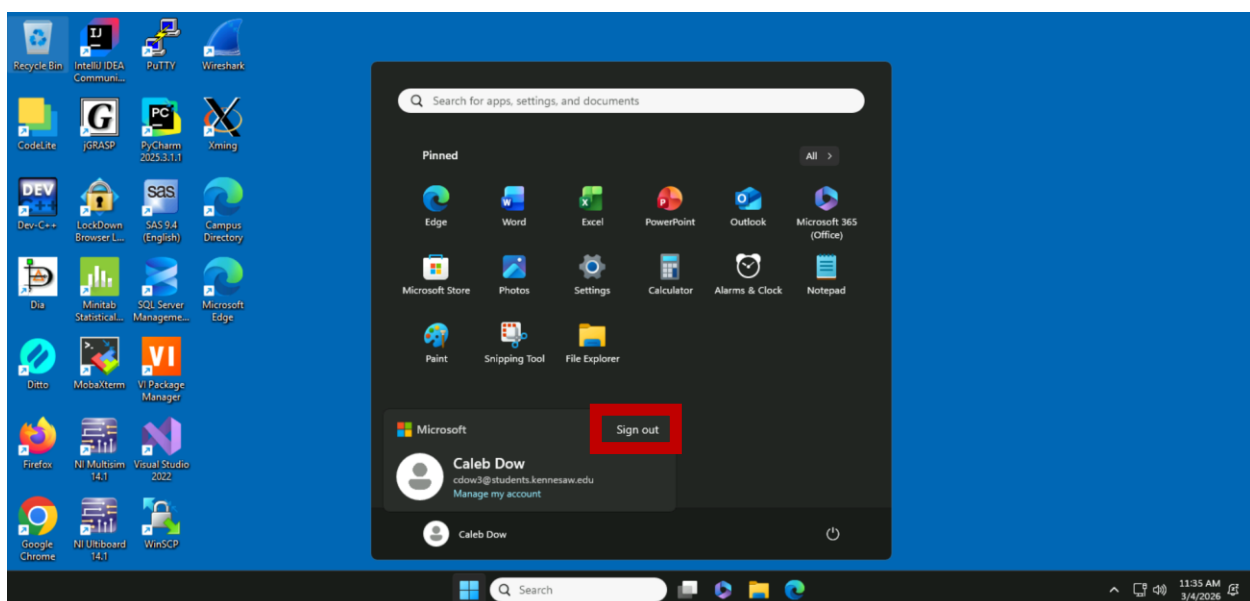 Recycle Bin
IntelliJ IDEA
Communi...
PuTTY
Wireshark
CodeLite
jGRASP
PyCharm
2025.3.1.1
Xming
Dev-C++
LockDown
Browser L...
SAS 9.4
(English)
Campus
Directory
Dia
Minitab
Statistical...
SQL Server
Manageme...
Microsoft
Edge
Ditto
MobaXterm
VI Package
Manager
Firefox
NI Multisim
14.1
Visual Studio
2022
Google
Chrome
NI Ultiboard
14.1
WinSCP
Search for apps, settings, and documents
Pinned
All >
Edge
Word
Excel
PowerPoint
Outlook
Microsoft 365
(Office)
Microsoft Store
Photos
Settings
Calculator
Alarms & Clock
Notepad
Paint
Snipping Tool
File Explorer
Microsoft
Sign out
Caleb Dow
cdow3@students.kennesaw.edu
Manage my account
Caleb Dow
Search
11:35 AM
3/4/2026